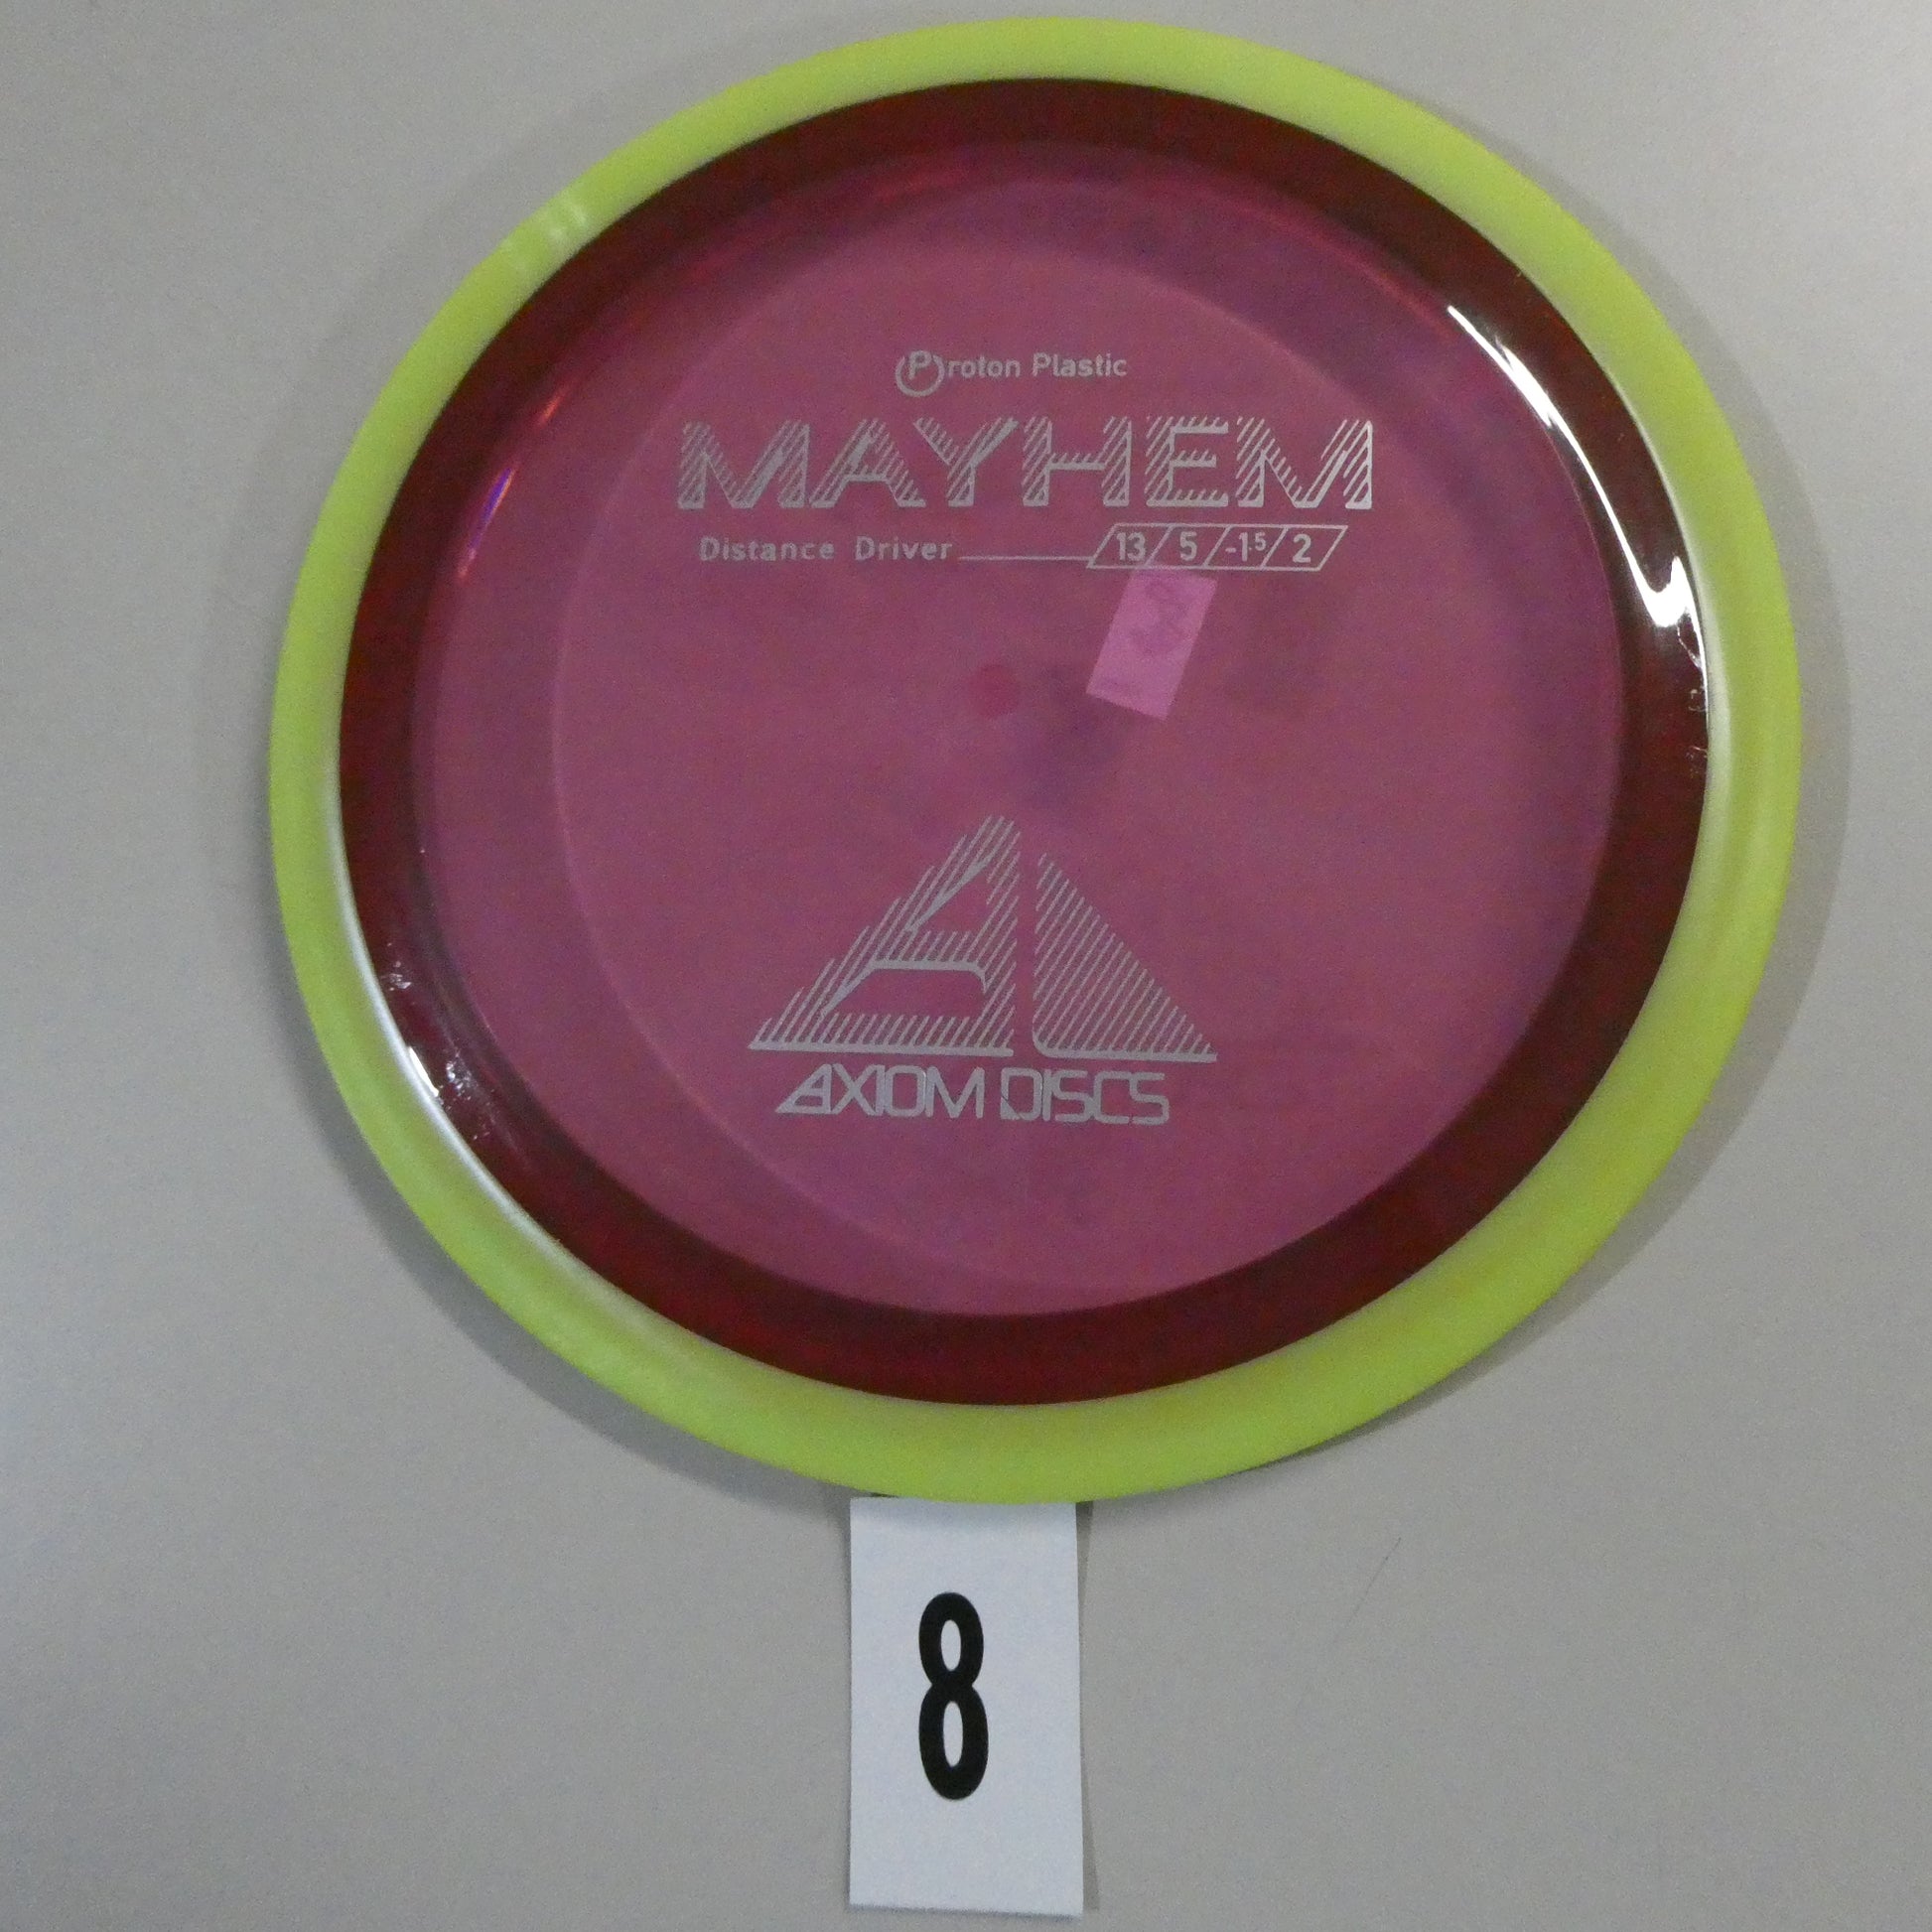 Proton Plastic
MAYHEM
Distance Driver 13 / 5 / -1.5 / 2
AXIOM DISCS
8